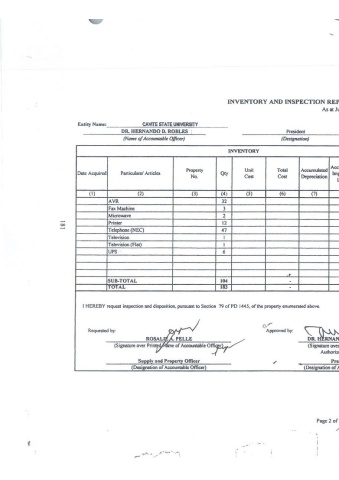 INVENTORY AND INSPECTION REP
As at Ju
Entity Name: CAVITE STATE UNIVERSITY
DR. HERNANDO D. ROBLES President
(Name of Accountable Officer) (Designation)
INVENTORY
Date Acquired Particulars/ Articles Property No. Qty Unit Cost Total Cost Accumulated Depreciation
(1) (2) (3) (4) (5) (6) (7)
AVR 32
Fax Machine 3
Microwave 2
Printer 12
Telephone (NEC) 47
Television 1
Television (Flat) 1
UPS 6
SUB-TOTAL 104 -
TOTAL 183 -
I HEREBY request inspection and disposition, pursuant to Section 79 of PD 1445, of the property enumerated above.
Requested by: Approved by:
ROSALI A. PELLE DR. HERNAN
(Signature over Printed Name of Accountable Officer) (Signature over
Authoriz
Supply and Property Officer Pre
(Designation of Accountable Officer) (Designation of A
181
Page 2 of